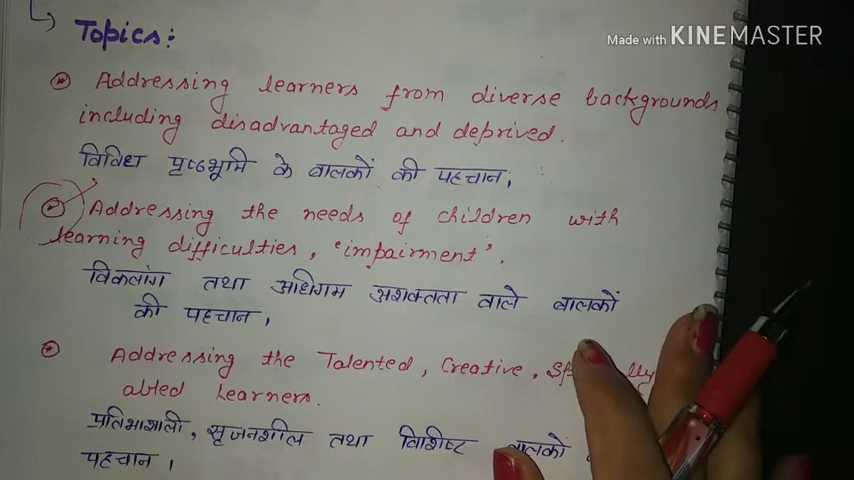 Topics:
Made with KINEMASTER
Addressing learners from diverse backgrounds
including disadvantaged and deprived.
विविध पृष्ठभूमि के बालकों की पहचान,
Addressing the needs of children with
learning difficulties, 'impairment'.
विकलांग तथा अधिगम अशक्तता वाले बालकों
की पहचान,
Addressing the Talented, Creative,
abled Learners.
प्रतिभाशाली, सृजनशील तथा विशिष्ट बालकों
पहचान ।